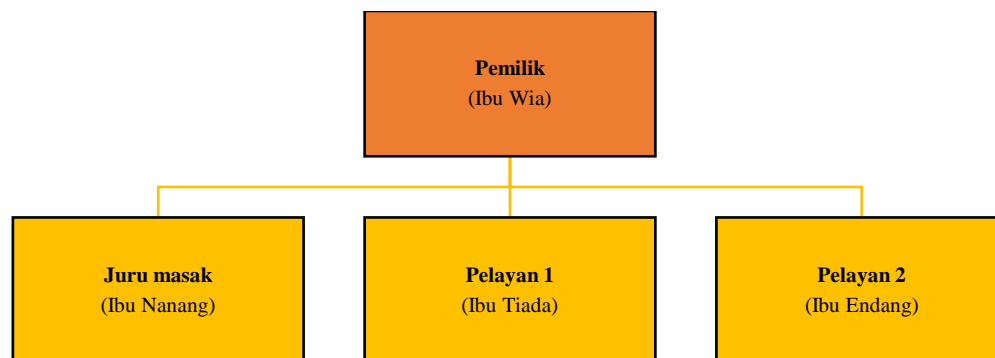 Pemilik
(Ibu Wia)
Juru masak
(Ibu Nanang)
Pelayan 1
(Ibu Tiada)
Pelayan 2
(Ibu Endang)